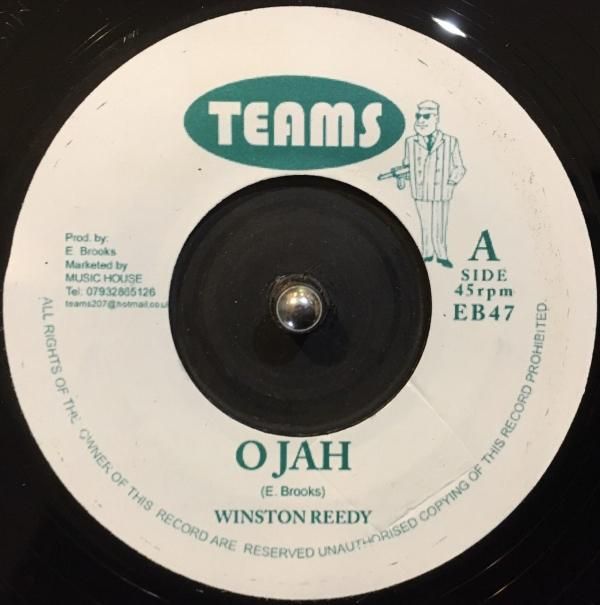 TEAMS
Prod. by:
E. Brooks
Marketed by
MUSIC HOUSE
Tel: 07932865126
teams207@hotmail.co.uk
A
SIDE
45rpm
EB47
O JAH
(E. Brooks)
WINSTON REEDY
ALL RIGHTS OF THE OWNER OF THIS RECORD ARE RESERVED UNAUTHORISED COPYING OF THIS RECORD PROHIBITED